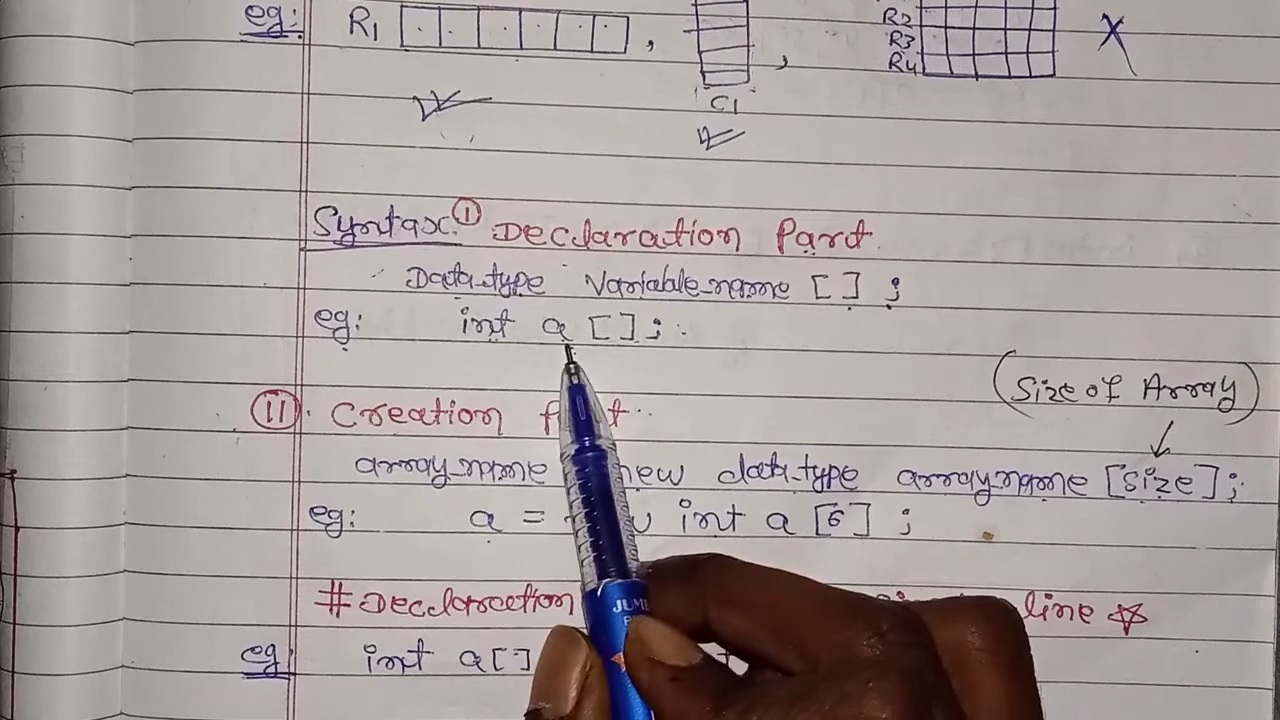 eg: R1 , , R2
R3
R4 X
C1
Syntax: ① Declaration Part.
Data-type Variable-name [ ] ;
eg: int a [ ] ;
(Size of Array)
(II). Creation
array-name new data-type array-name [size];
eg: a = int a [6] ;
# Declaration line ☆
eg: int a[ ]
JUM